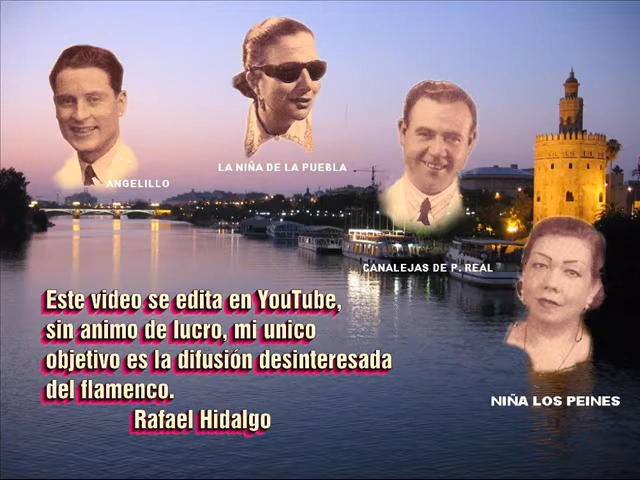 ANGELILLO
LA NIÑA DE LA PUEBLA
CANALEJAS DE P. REAL
NIÑA LOS PEINES
Este video se edita en YouTube,
sin animo de lucro, mi unico
objetivo es la difusión desinteresada
del flamenco.
Rafael Hidalgo